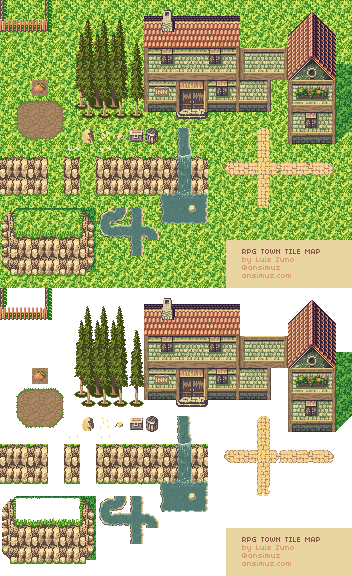 RPG TOWN TILE MAP
by Luis Zuno
@ansimuz
ansimuz.com
RPG TOWN TILE MAP
by Luis Zuno
@ansimuz
ansimuz.com